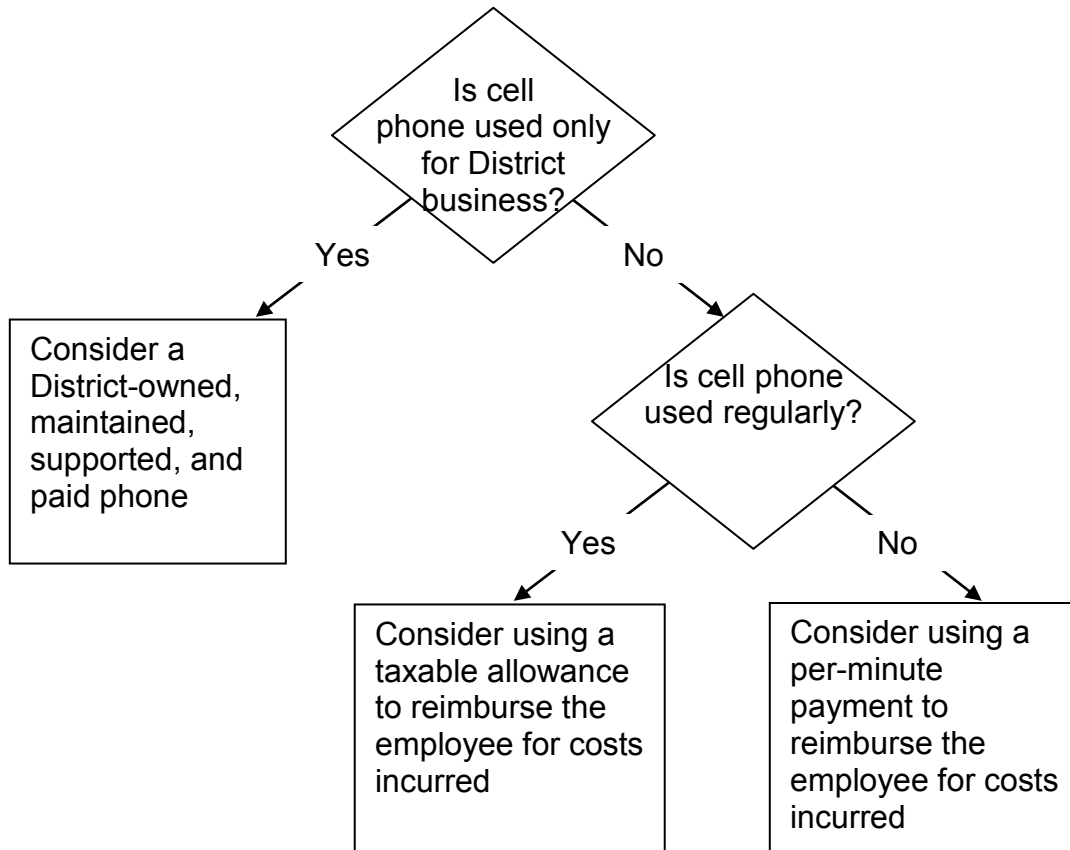 Is cell
phone used only
for District
business?
Yes
No
Consider a
District-owned,
maintained,
supported, and
paid phone
Is cell phone
used regularly?
Yes
No
Consider using a
taxable allowance
to reimburse the
employee for costs
incurred
Consider using a
per-minute
payment to
reimburse the
employee for costs
incurred